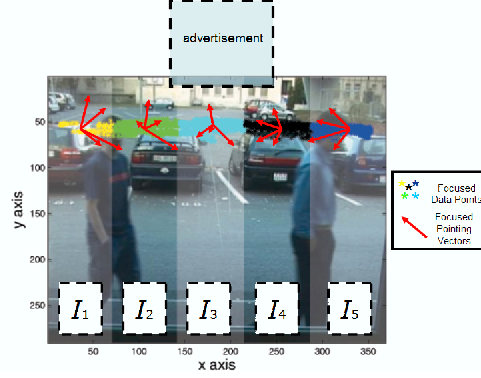 advertisement
50
100
150
200
250
y axis
I1
I2
I3
I4
I5
50 100 150 200 250 300 350
x axis
Focused
Data Points
Focused
Pointing
Vectors